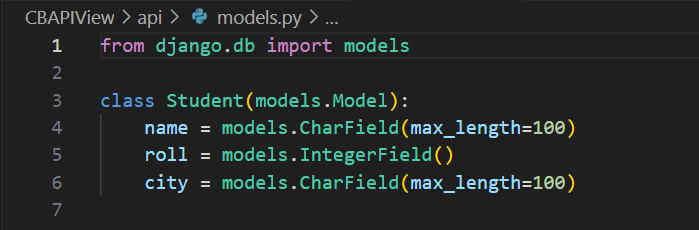 CBAPIView > api > models.py > ...
1 from django.db import models
2
3 class Student(models.Model):
4     name = models.CharField(max_length=100)
5     roll = models.IntegerField()
6     city = models.CharField(max_length=100)
7